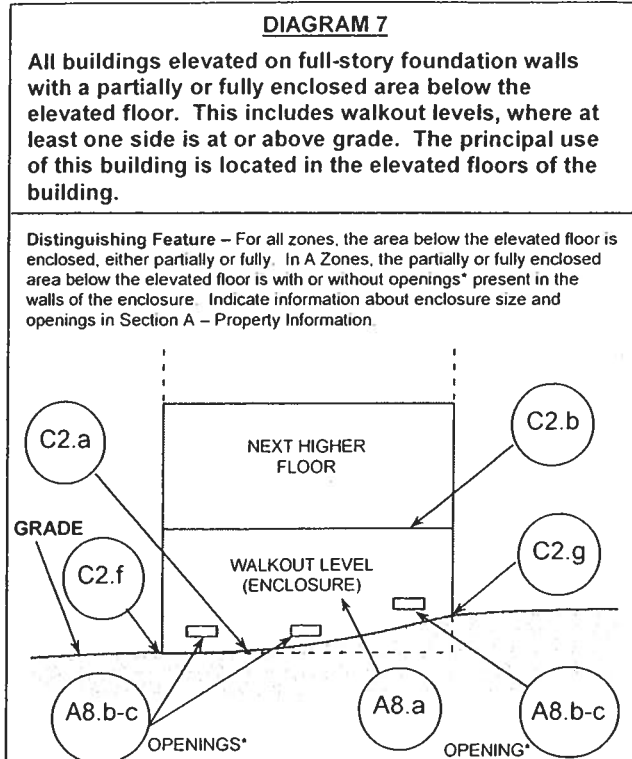 DIAGRAM 7
All buildings elevated on full-story foundation walls
with a partially or fully enclosed area below the
elevated floor. This includes walkout levels, where at
least one side is at or above grade. The principal use
of this building is located in the elevated floors of the
building.
Distinguishing Feature – For all zones, the area below the elevated floor is
enclosed, either partially or fully. In A Zones, the partially or fully enclosed
area below the elevated floor is with or without openings* present in the
walls of the enclosure. Indicate information about enclosure size and
openings in Section A – Property Information.
C2.a
NEXT HIGHER
FLOOR
C2.b
GRADE
C2.f
WALKOUT LEVEL
(ENCLOSURE)
C2.g
A8.b-c
OPENINGS*
A8.a
A8.b-c
OPENING*